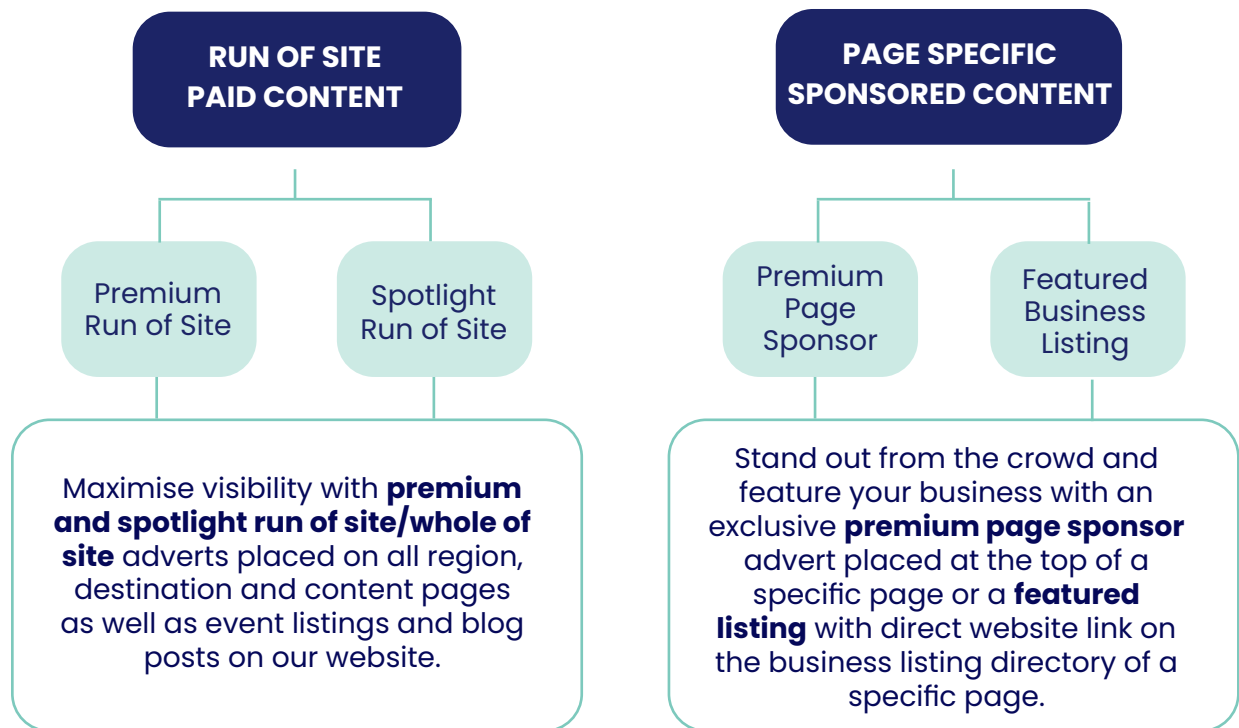 RUN OF SITE
PAID CONTENT
Premium
Run of Site
Spotlight
Run of Site
Maximise visibility with premium
and spotlight run of site/whole of
site adverts placed on all region,
destination and content pages
as well as event listings and blog
posts on our website.
PAGE SPECIFIC
SPONSORED CONTENT
Premium
Page
Sponsor
Featured
Business
Listing
Stand out from the crowd and
feature your business with an
exclusive premium page sponsor
advert placed at the top of a
specific page or a featured
listing with direct website link on
the business listing directory of a
specific page.